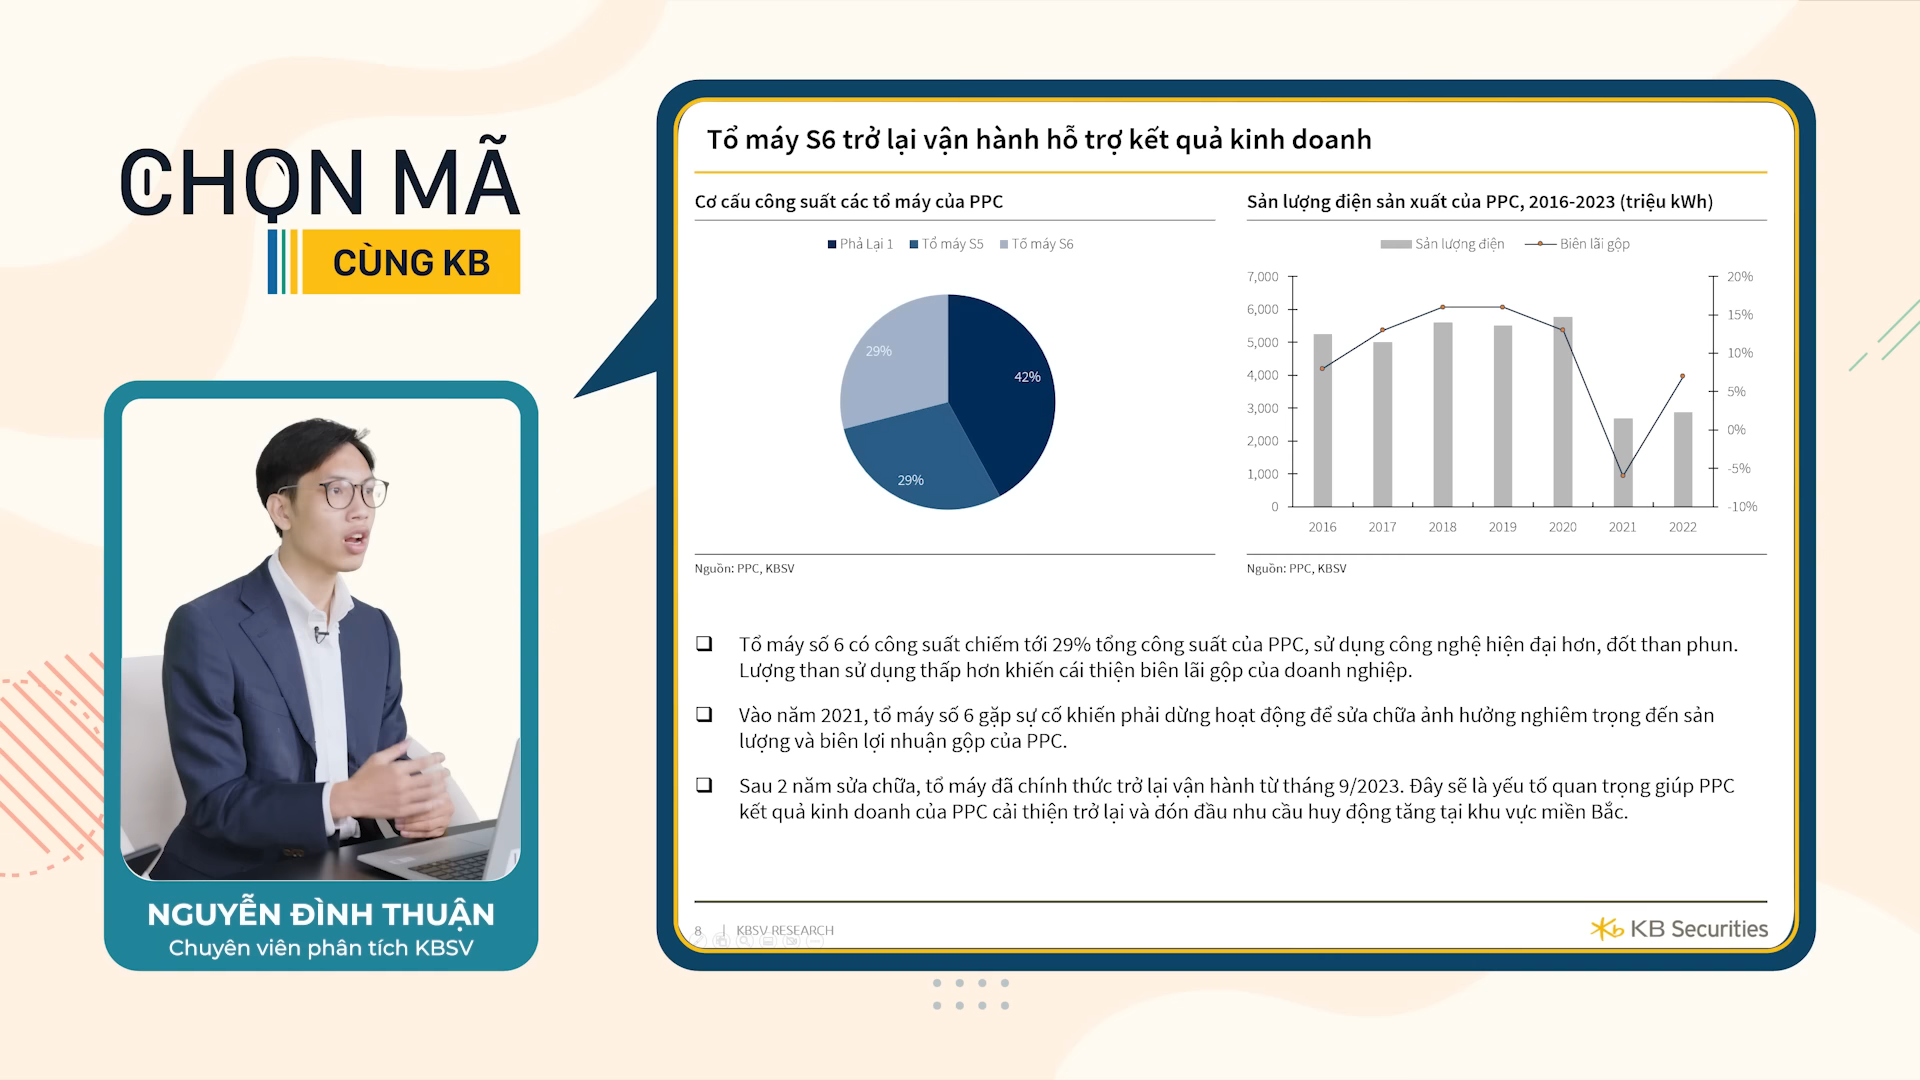 CHỌN MÃ
CÙNG KB
NGUYỄN ĐÌNH THUẬN
Chuyên viên phân tích KBSV
Tổ máy S6 trở lại vận hành hỗ trợ kết quả kinh doanh
Cơ cấu công suất các tổ máy của PPC
Phả Lại 1 Tổ máy S5 Tổ máy S6
29%
42%
29%
Nguồn: PPC, KBSV
Sản lượng điện sản xuất của PPC, 2016-2023 (triệu kWh)
Sản lượng điện Biên lãi gộp
7,000 20%
6,000 15%
5,000 10%
4,000 5%
3,000 0%
2,000 -5%
1,000 -10%
0
2016 2017 2018 2019 2020 2021 2022
Nguồn: PPC, KBSV
Tổ máy số 6 có công suất chiếm tới 29% tổng công suất của PPC, sử dụng công nghệ hiện đại hơn, đốt than phun.
Lượng than sử dụng thấp hơn khiến cải thiện biên lãi gộp của doanh nghiệp.
Vào năm 2021, tổ máy số 6 gặp sự cố khiến phải dừng hoạt động để sửa chữa ảnh hưởng nghiêm trọng đến sản
lượng và biên lợi nhuận gộp của PPC.
Sau 2 năm sửa chữa, tổ máy đã chính thức trở lại vận hành từ tháng 9/2023. Đây sẽ là yếu tố quan trọng giúp PPC
kết quả kinh doanh của PPC cải thiện trở lại và đón đầu nhu cầu huy động tăng tại khu vực miền Bắc.
8 | KBSV RESEARCH
KB Securities